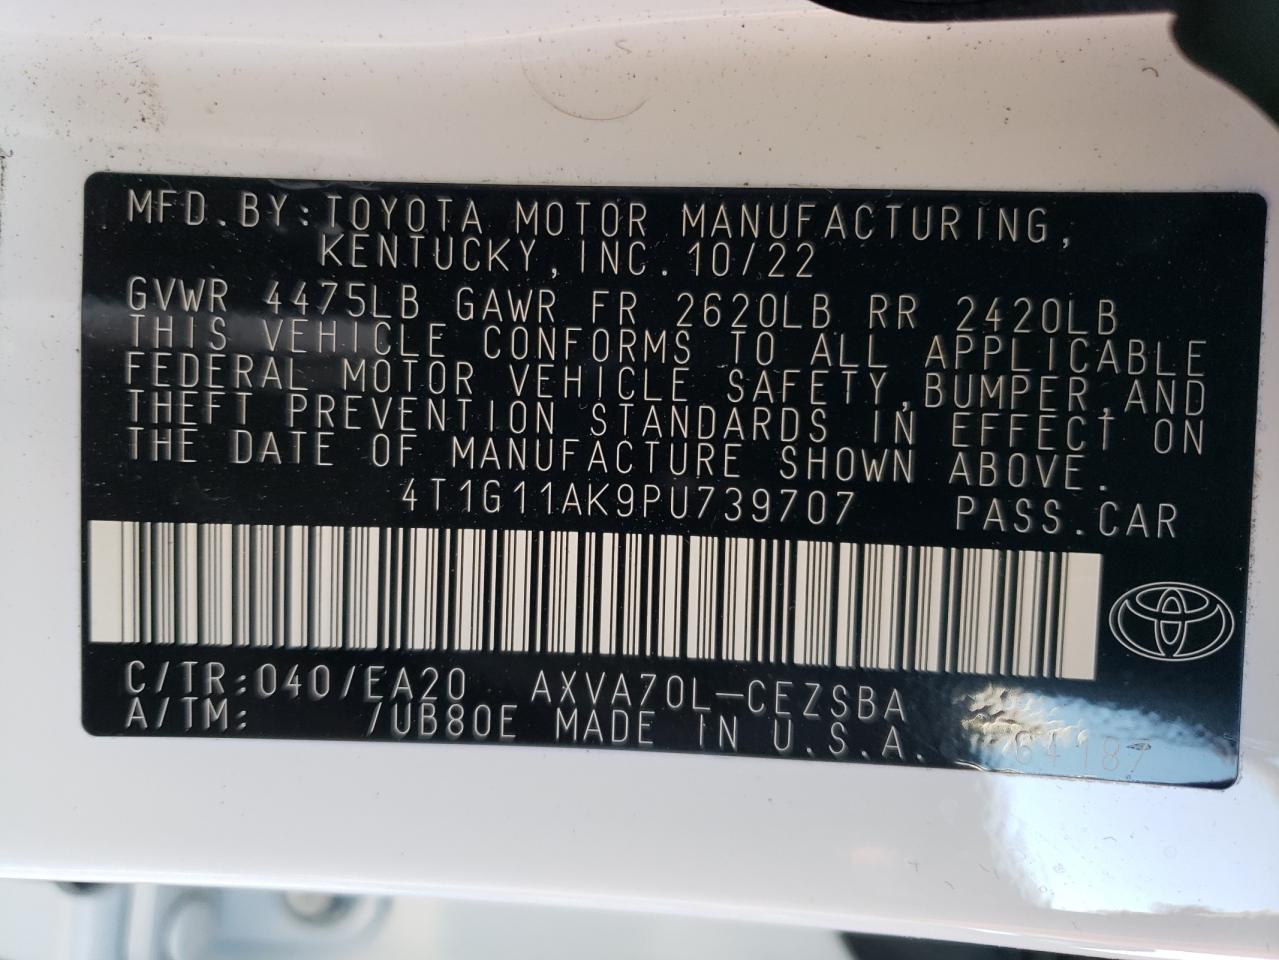 MFD.BY:TOYOTA MOTOR MANUFACTURING,
KENTUCKY,INC.10/22
GVWR 4475LB GAWR FR 2620LB RR 2420LB
THIS VEHICLE CONFORMS TO ALL APPLICABLE
FEDERAL MOTOR VEHICLE SAFETY,BUMPER,AND
THEFT PREVENTION STANDARDS IN EFFECT ON
THE DATE OF MANUFACTURE SHOWN ABOVE.
4T1G11AK9PU739707 PASS.CAR
C/TR:040/EA20 AXVA70L-CEZSBA
A/TM: /UB80E MADE IN U.S.A. 64187